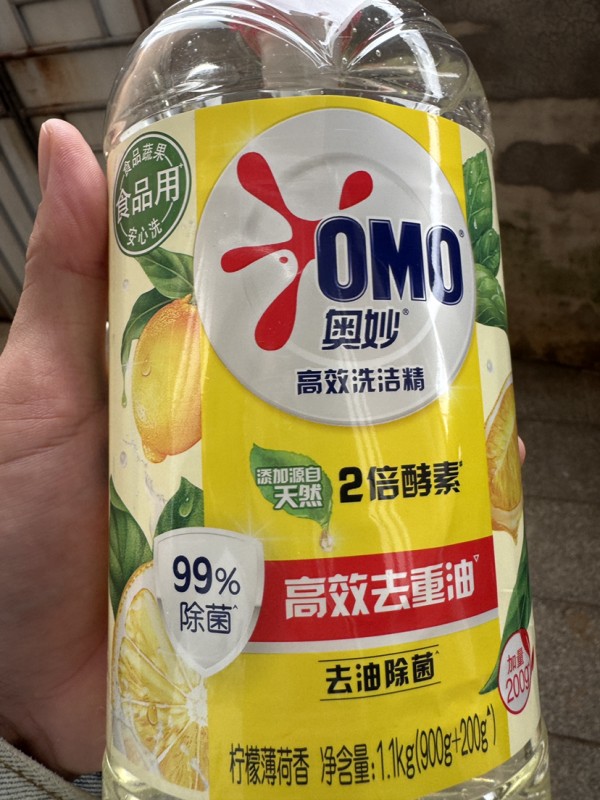 食品蔬果
食品用
安心洗
OMO®
奥妙®
高效洗洁精
添加源自
天然
2倍酵素
99%
除菌^
高效去重油▽
去油除菌^
加量
200g
柠檬薄荷香 净含量:1.1kg(900g+200g▲)